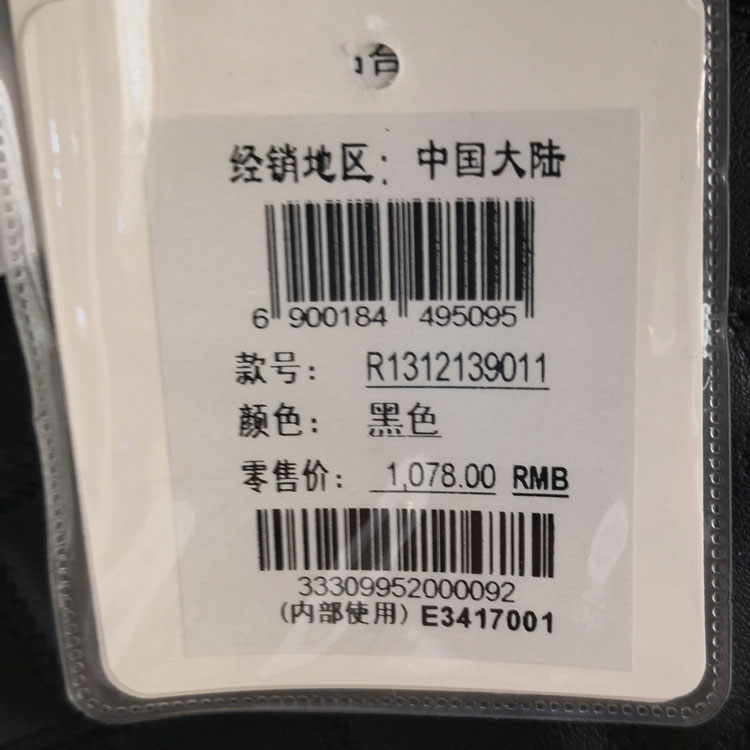 台
经销地区：中国大陆
6 900184 495095
款号： R1312139011
颜色： 黑色
零售价： 1,078.00 RMB
33309952000092
(内部使用) E3417001